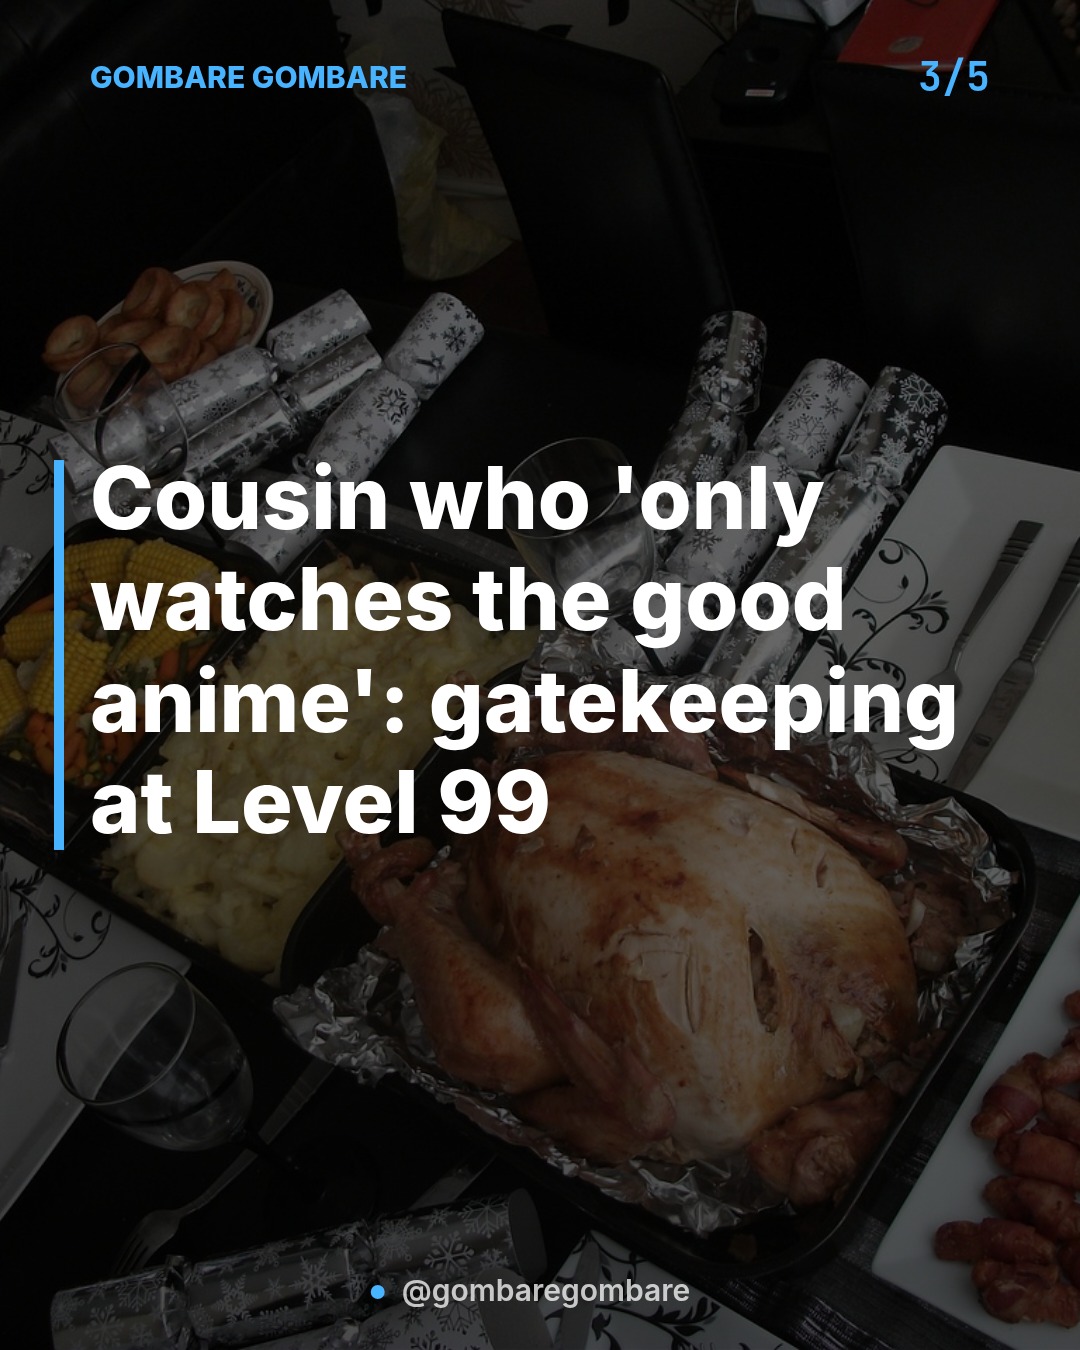 GOMBARE GOMBARE
3/5
Cousin who 'only
watches the good
anime': gatekeeping
at Level 99
@gombaregombare